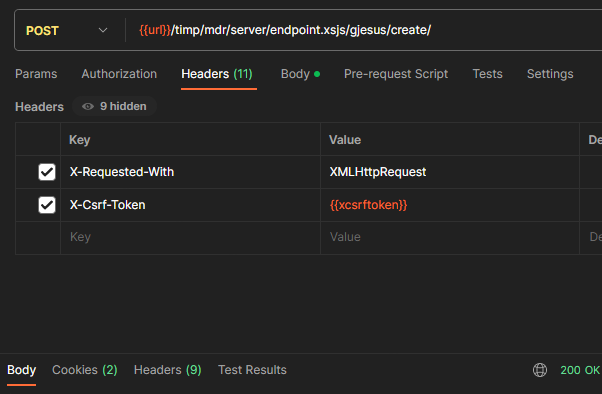 POST {{url}}/timp/mdr/server/endpoint.xsjs/gjesus/create/
Params Authorization Headers (11) Body Pre-request Script Tests Settings
Headers 9 hidden
Key Value De
X-Requested-With XMLHttpRequest
X-Csrf-Token {{xcsrftoken}}
Key Value De
Body Cookies (2) Headers (9) Test Results 200 OK